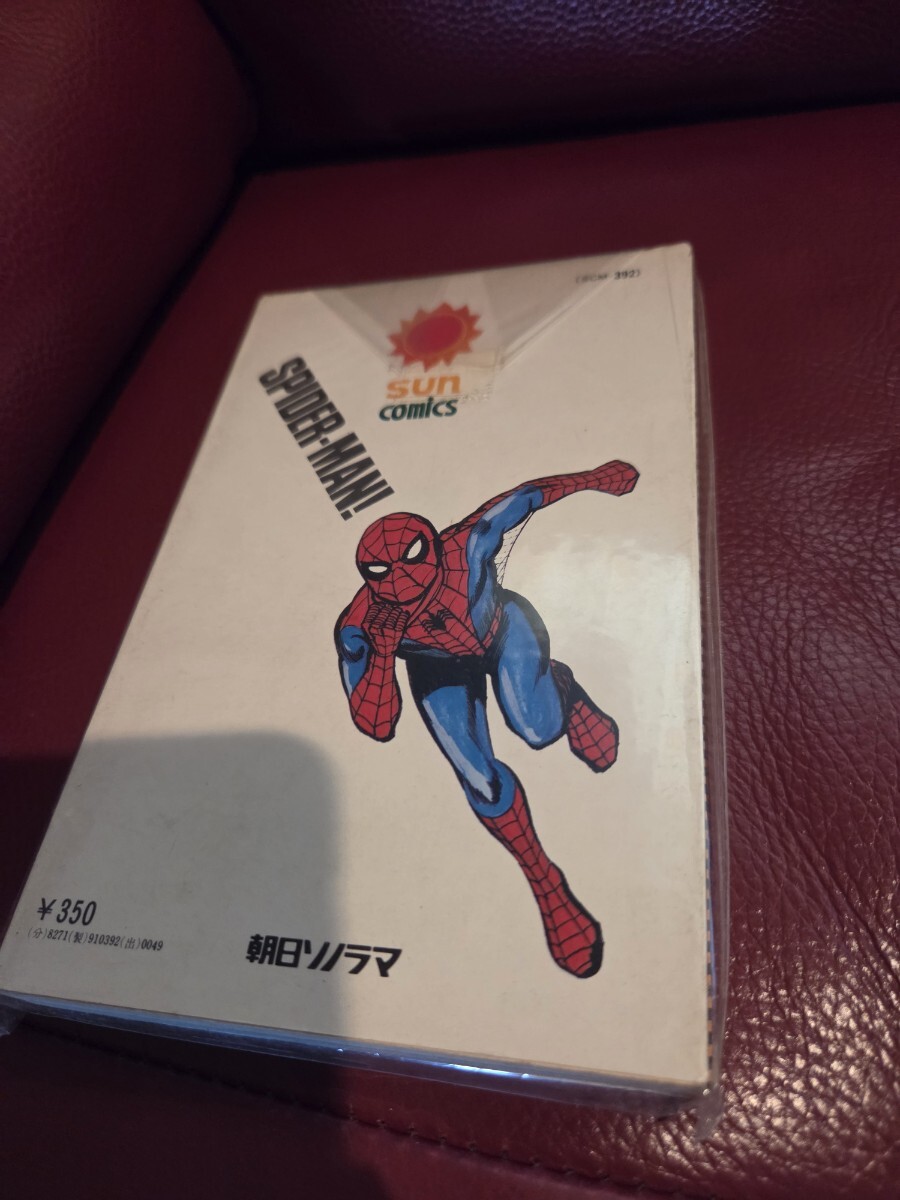 (SCM-392)
sun
comics
SPIDER-MAN!
¥350
(分)8271(製)910392(出)0049
朝日ソノラマ